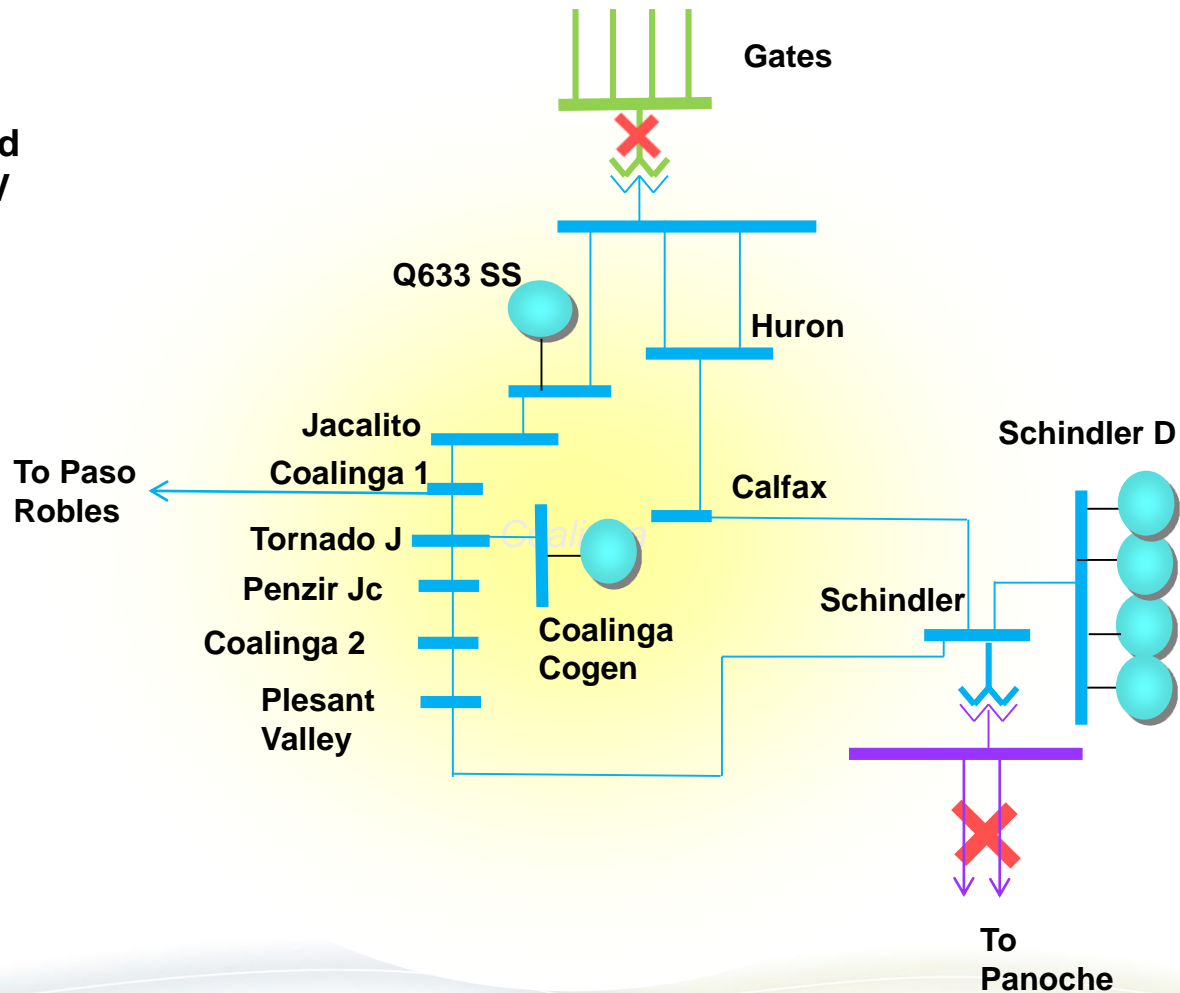 Gates
d
V
Q633 SS
Huron
Jacalito
Schindler D
To Paso
Robles
Coalinga 1
Calfax
Tornado J
Coalinga
Penzir Jc
Schindler
Coalinga 2
Coalinga
Cogen
Plesant
Valley
To
Panoche